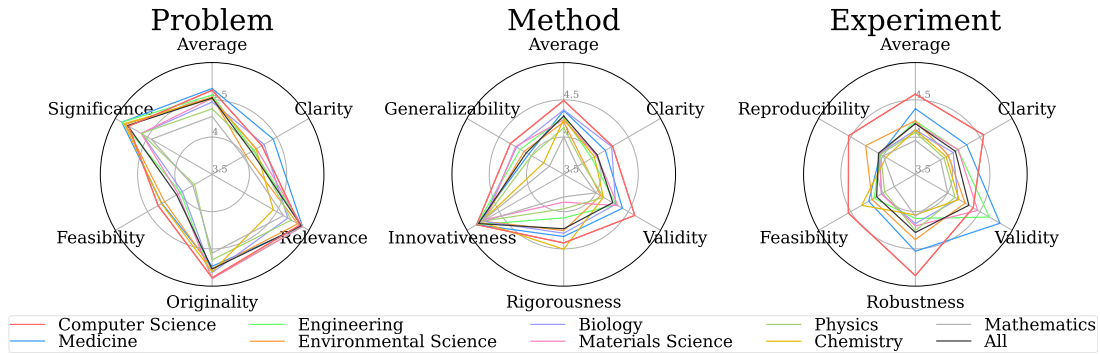 Problem Method Experiment
Average Average Average
Significance Clarity Generalizability Clarity Reproducibility Clarity
4.5 4.5 4.5
4 4 4
3.5 3.5 3.5
Feasibility Relevance Innovativeness Validity Feasibility Validity
Originality Rigorousness Robustness
Computer Science Engineering Biology Physics Mathematics
Medicine Environmental Science Materials Science Chemistry All